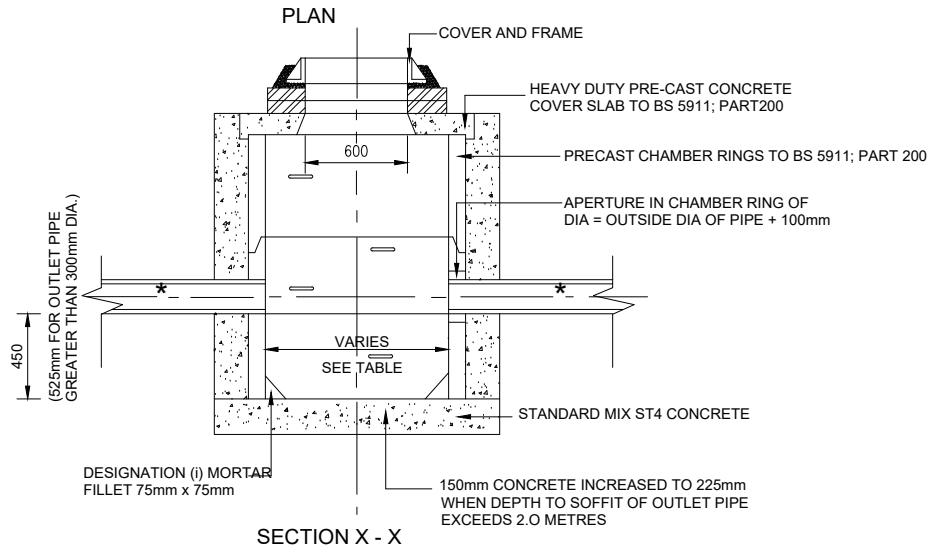 PLAN
COVER AND FRAME
HEAVY DUTY PRE-CAST CONCRETE
COVER SLAB TO BS 5911; PART200
600
PRECAST CHAMBER RINGS TO BS 5911; PART 200
APERTURE IN CHAMBER RING OF
DIA = OUTSIDE DIA OF PIPE + 100mm
*
*
450
(525mm FOR OUTLET PIPE
GREATER THAN 300mm DIA.)
VARIES
SEE TABLE
STANDARD MIX ST4 CONCRETE
DESIGNATION (i) MORTAR
FILLET 75mm x 75mm
150mm CONCRETE INCREASED TO 225mm
WHEN DEPTH TO SOFFIT OF OUTLET PIPE
EXCEEDS 2.O METRES
SECTION X - X